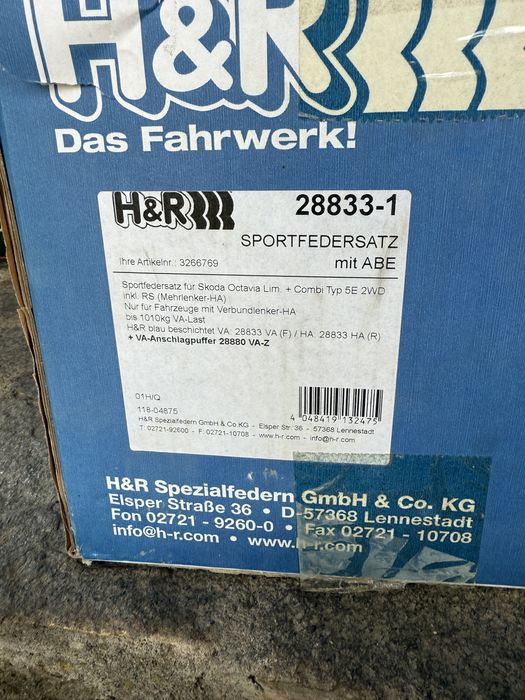 H&R
Das Fahrwerk!
H&R
28833-1
SPORTFEDERSATZ
Ihre Artikelnr.: 3266769
mit ABE
Sportfedersatz für Skoda Octavia Lim. + Combi Typ 5E 2WD
inkl. RS (Mehrlenker-HA)
Nur für Fahrzeuge mit Verbundlenker-HA
bis 1010kg VA-Last
H&R blau beschichtet VA: 28833 VA (F) / HA: 28833 HA (R)
+ VA-Anschlagpuffer 28880 VA-Z
01H/Q
118-04875
4 048419 132475
H&R Spezialfedern GmbH & Co.KG - Elsper Str. 36 - 57368 Lennestadt
T: 02721-92600 - F: 02721-10708 - www.h-r.com - info@h-r.com
H&R Spezialfedern GmbH & Co. KG
Elsper Straße 36 • D-57368 Lennestadt
Fon 02721 - 9260-0 • Fax 02721 - 10708
info@h-r.com • www.h-r.com